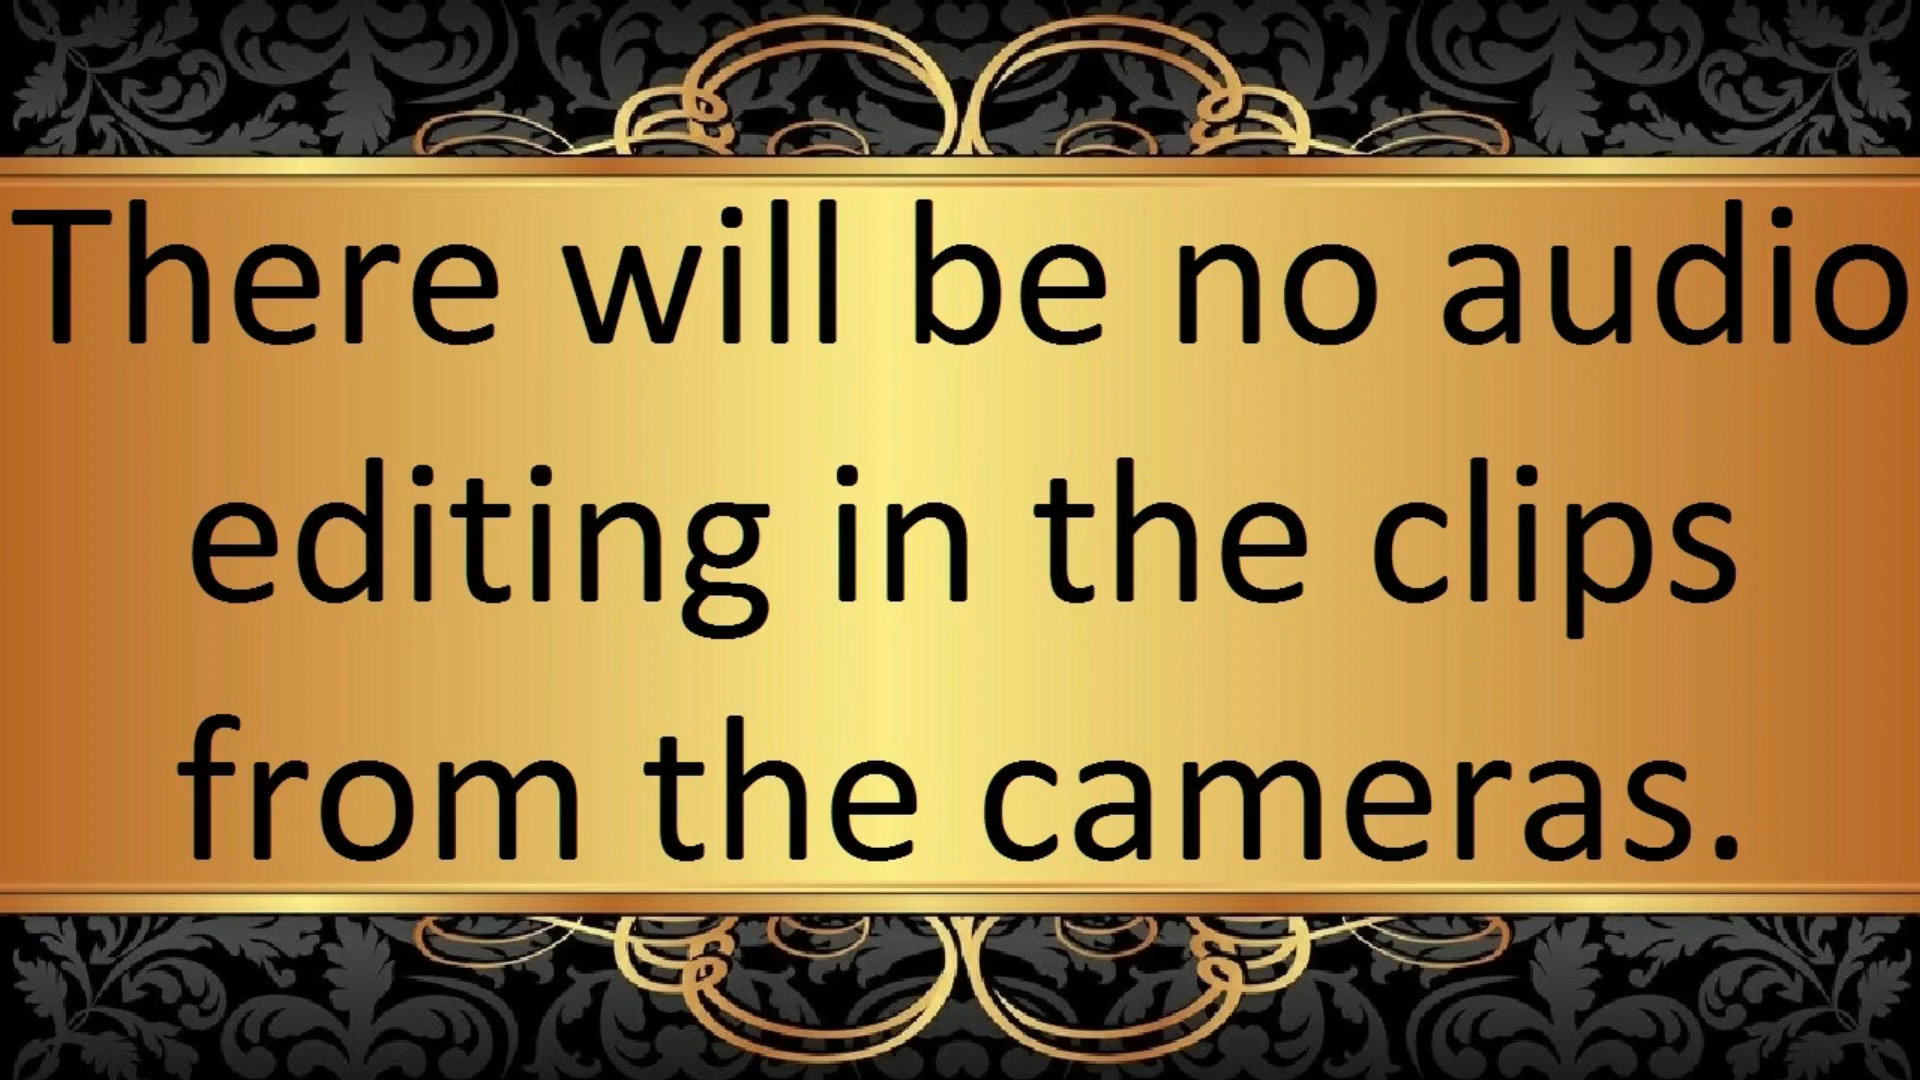 There will be no audio
editing in the clips
from the cameras.